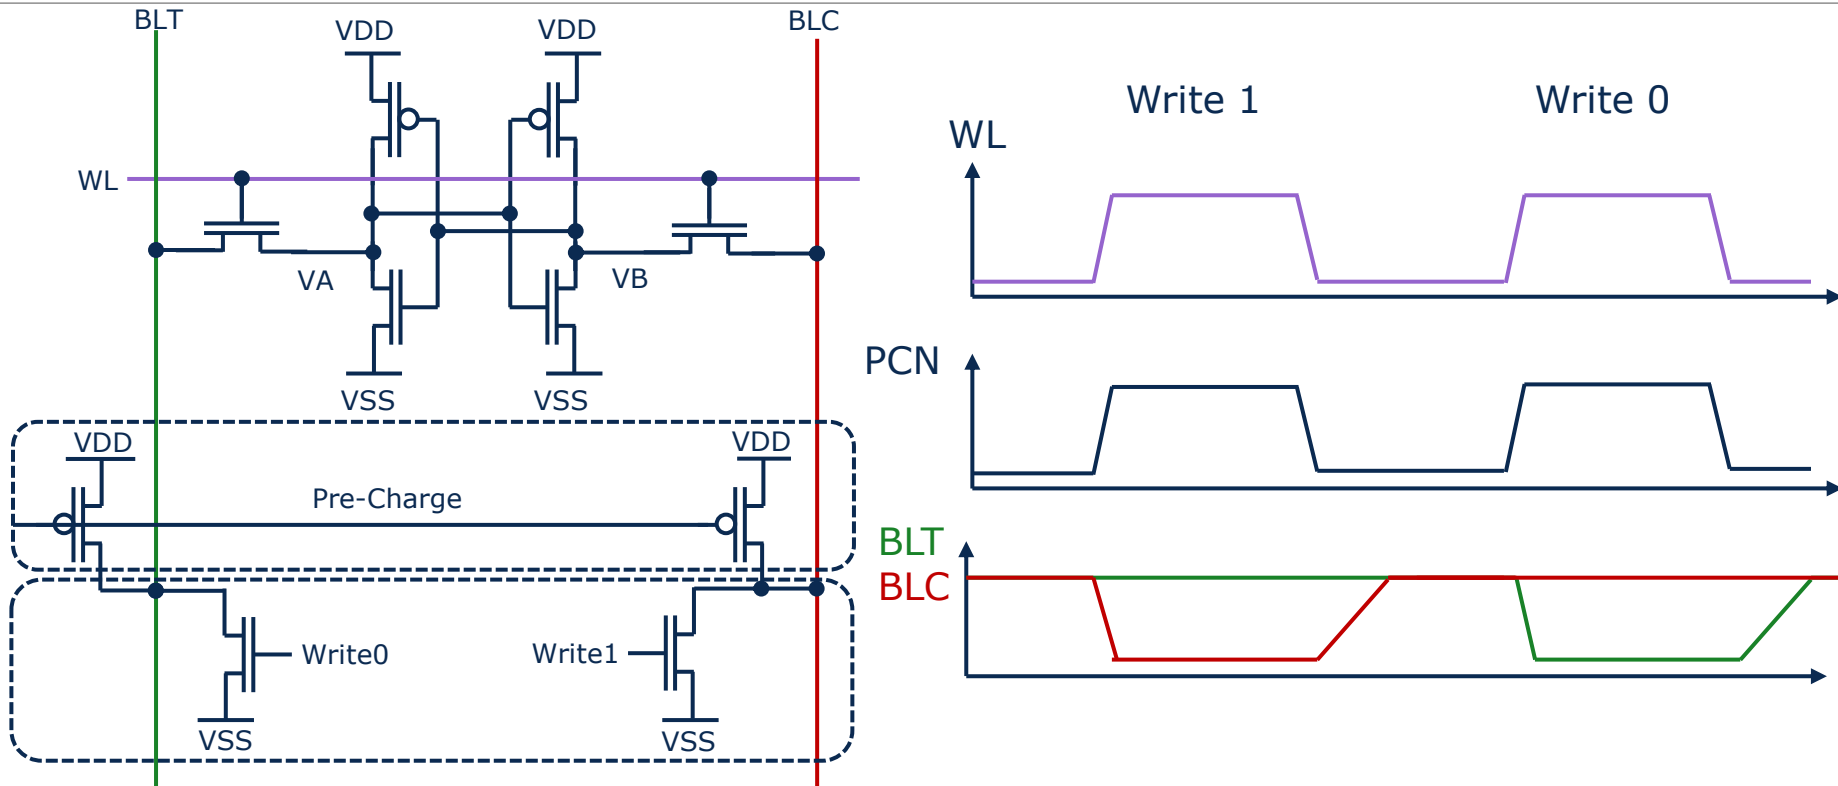 BLT
VDD
VDD
BLC
WL
VA
VB
VSS
VSS
VDD
VDD
Pre-Charge
Write0
Write1
VSS
VSS
Write 1
Write 0
WL
PCN
BLT
BLC